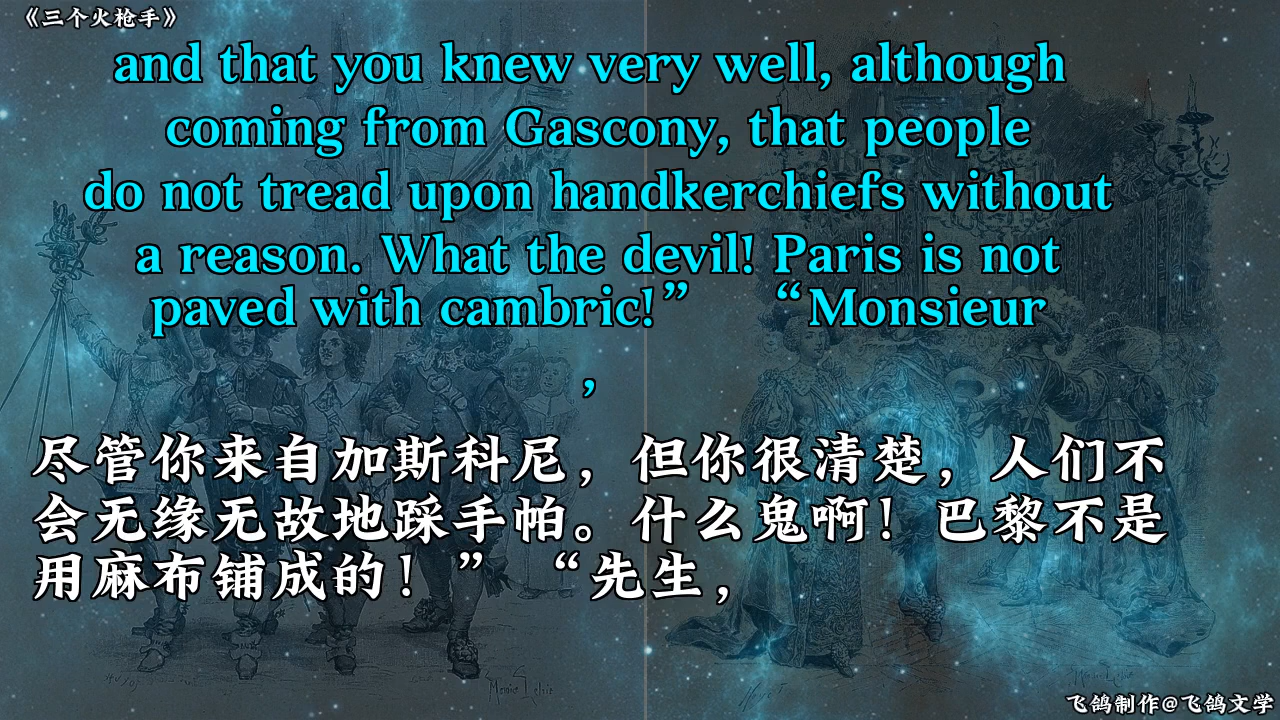 《三个火枪手》
and that you knew very well, although
coming from Gascony, that people
do not tread upon handkerchiefs without
a reason. What the devil! Paris is not
paved with cambric!” “Monsieur
,
尽管你来自加斯科尼，但你很清楚，人们不
会无缘无故地踩手帕。什么鬼啊！巴黎不是
用麻布铺成的！” “先生，
飞鸽制作@飞鸽文学